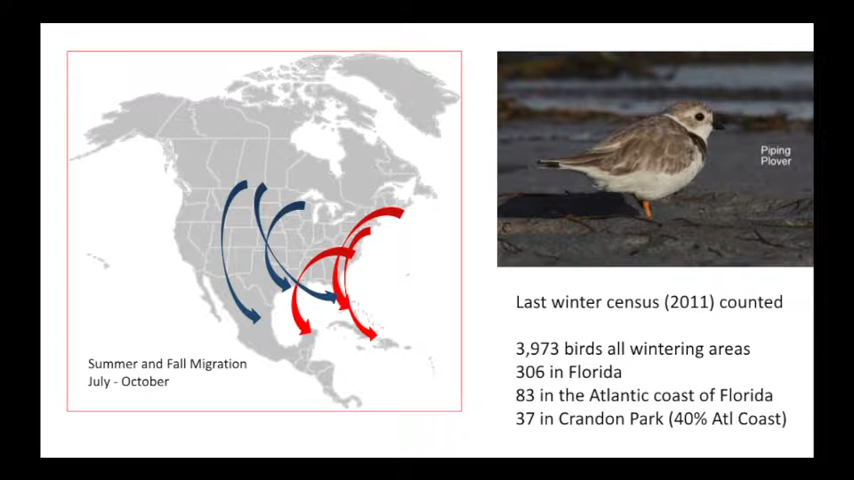 Piping
Plover
Last winter census (2011) counted
3,973 birds all wintering areas
306 in Florida
83 in the Atlantic coast of Florida
37 in Crandon Park (40% Atl Coast)
Summer and Fall Migration
July - October